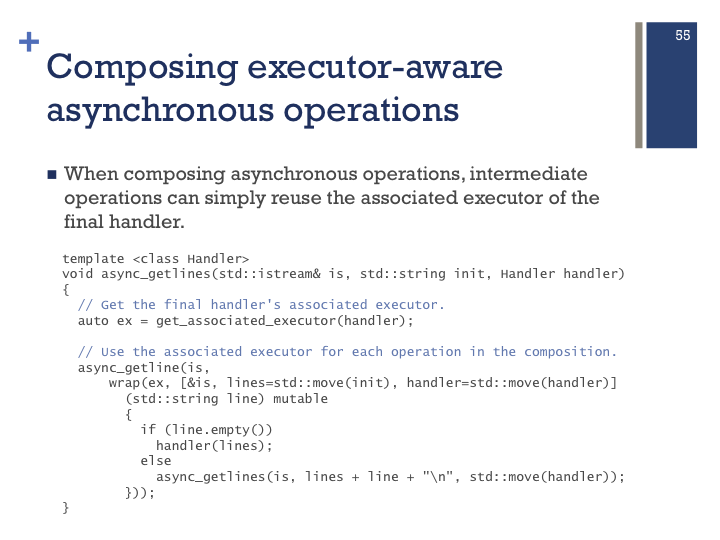 55
+
Composing executor-aware
asynchronous operations
■ When composing asynchronous operations, intermediate
operations can simply reuse the associated executor of the
final handler.
template <class Handler>
void async_getlines(std::istream& is, std::string init, Handler handler)
{
  // Get the final handler's associated executor.
  auto ex = get_associated_executor(handler);

  // Use the associated executor for each operation in the composition.
  async_getline(is,
      wrap(ex, [&is, lines=std::move(init), handler=std::move(handler)]
        (std::string line) mutable
        {
          if (line.empty())
            handler(lines);
          else
            async_getlines(is, lines + line + "\n", std::move(handler));
        }));
}